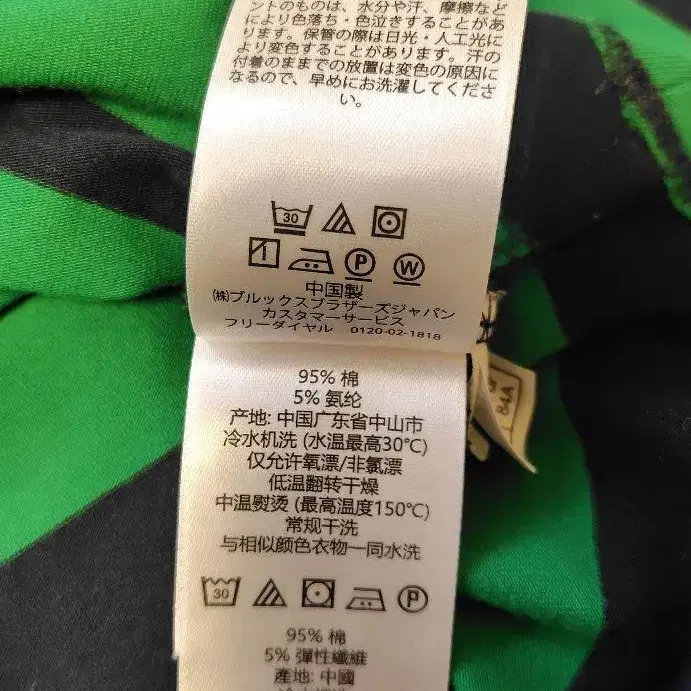 ントのものは、水分や汗、摩擦など
により色落ち・色泣きすることがあ
ります。保管の際は日光・人工光に
より変色することがあります。汗の
付着のままでの放置は変色の原因に
なるので、早めにお洗濯してくださ
い。
30
P
W
中国製
㈱ブルックスブラザーズジャパン
カスタマーサービス
フリーダイヤル 0120-02-1818
95% 棉
5% 氨纶
产地: 中国广东省中山市
冷水机洗 (水温最高30℃)
仅允许氧漂/非氯漂
低温翻转干燥
中温熨烫 (最高温度150℃)
常规干洗
与相似颜色衣物一同水洗
30
P
95% 棉
5% 彈性纖維
產地: 中國
84A